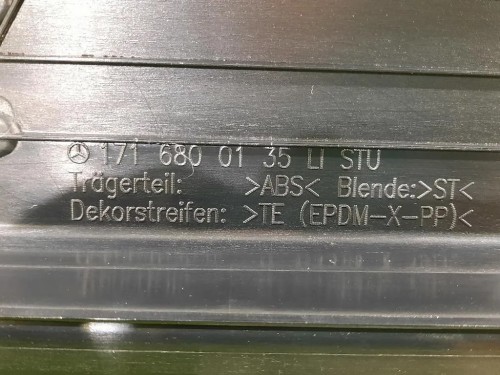 171 680 01 35 LI STU
Trägerteil: >ABS< Blende:>ST<
Dekorstreifen: >TE (EPDM-X-PP)<